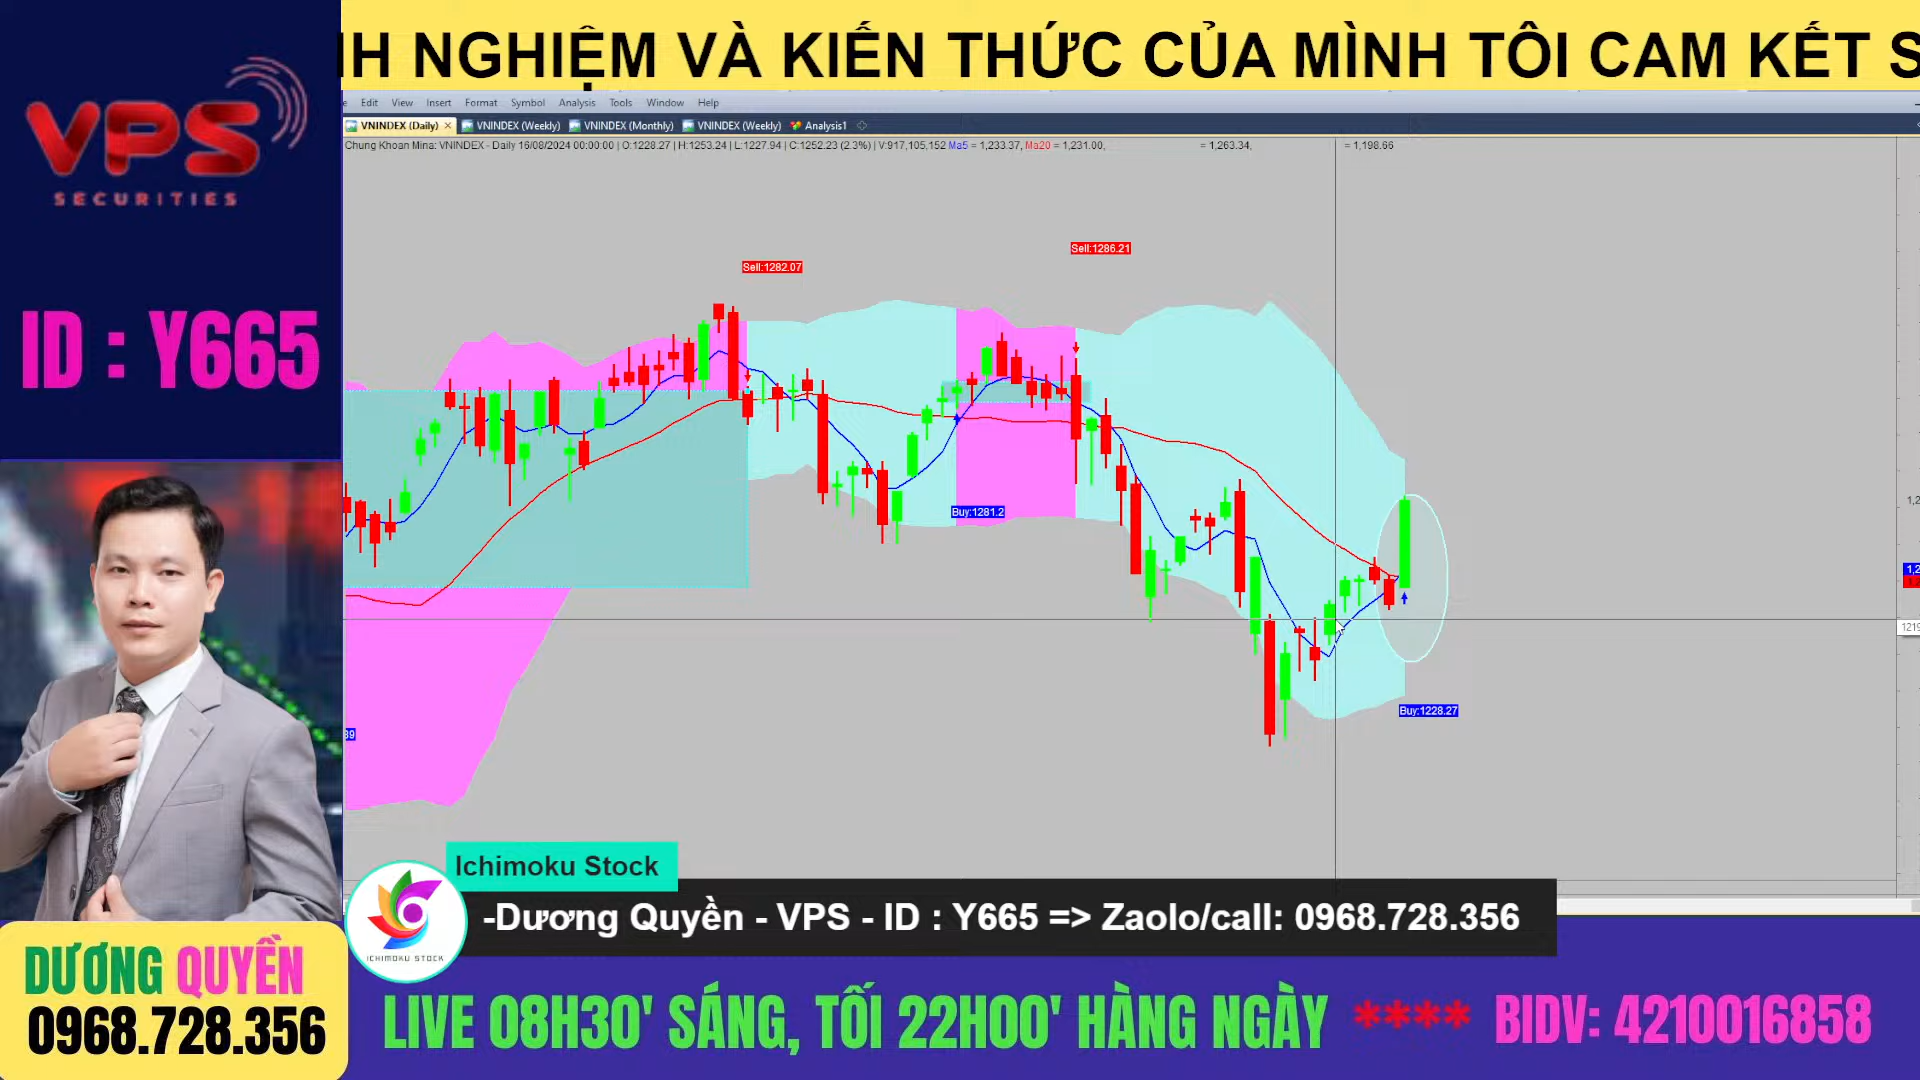 NH NGHIỆM VÀ KIẾN THỨC CỦA MÌNH TÔI CAM KẾT S
VPS
SECURITIES
ID : Y665
Edit View Insert Format Symbol Analysis Tools Window Help
VNINDEX (Daily) VNINDEX (Weekly) VNINDEX (Monthly) VNINDEX (Weekly) Analysis1
Chung Khoan Mina: VNINDEX - Daily 16/08/2024 00:00:00 | O:1228.27 | H:1253.24 | L:1227.94 | C:1252.23 (2.3%) | V:917,105,152 Ma5 = 1,233.37, Ma20 = 1,231.00, = 1,263.34, = 1,198.66
Sell:1286.21
Sell:1282.07
Buy:1281.2
Buy:1228.27
1219
Ichimoku Stock
ICHIMOKU STOCK
-Dương Quyền - VPS - ID : Y665 => Zaolo/call: 0968.728.356
DƯƠNG QUYỀN
0968.728.356
LIVE 08H30' SÁNG, TỐI 22H00' HÀNG NGÀY **** BIDV: 4210016858